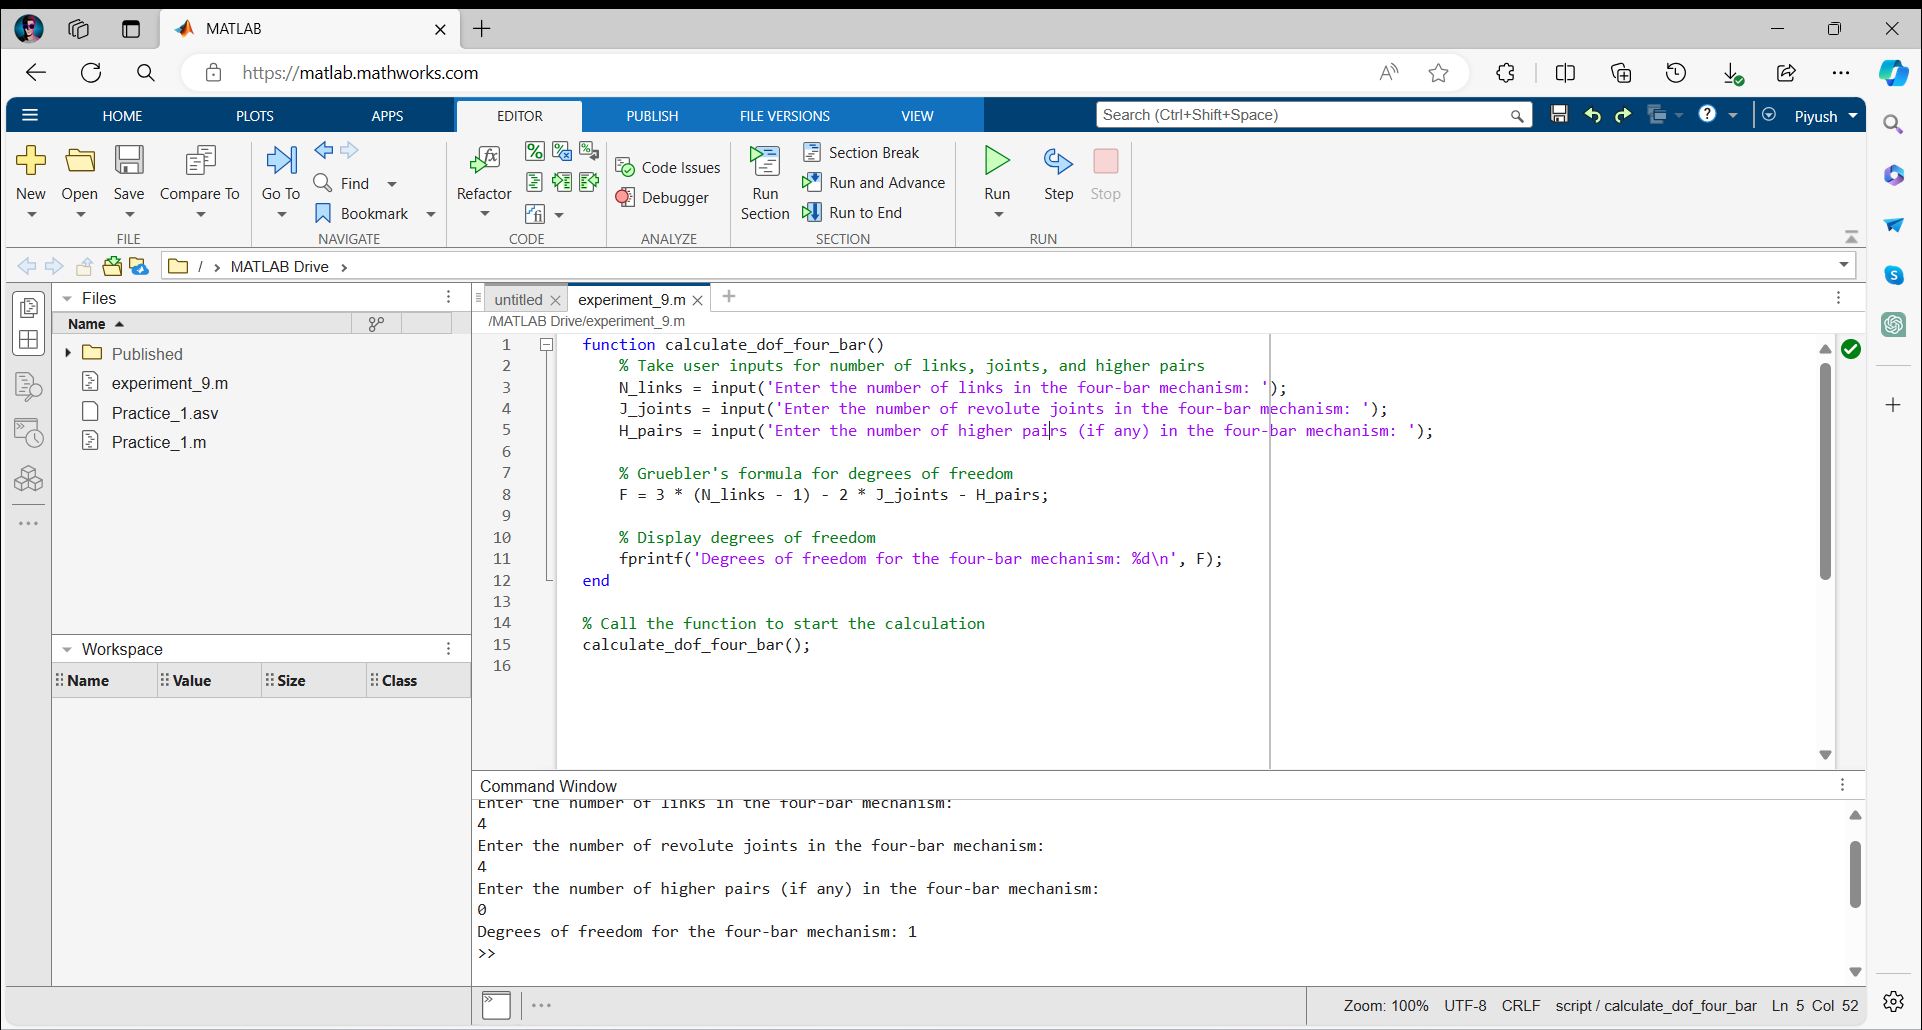 MATLAB
https://matlab.mathworks.com
HOME PLOTS APPS EDITOR PUBLISH FILE VERSIONS VIEW Search (Ctrl+Shift+Space) Piyush
New Open Save Compare To Go To Find Bookmark Refactor Code Issues Debugger Run Section Section Break Run and Advance Run to End Run Step Stop
FILE NAVIGATE CODE ANALYZE SECTION RUN
/ > MATLAB Drive >
Files
Name
Published
experiment_9.m
Practice_1.asv
Practice_1.m
Workspace
Name Value Size Class
untitled experiment_9.m
/MATLAB Drive/experiment_9.m
1 function calculate_dof_four_bar()
2 % Take user inputs for number of links, joints, and higher pairs
3 N_links = input('Enter the number of links in the four-bar mechanism: ');
4 J_joints = input('Enter the number of revolute joints in the four-bar mechanism: ');
5 H_pairs = input('Enter the number of higher pairs (if any) in the four-bar mechanism: ');
6
7 % Gruebler's formula for degrees of freedom
8 F = 3 * (N_links - 1) - 2 * J_joints - H_pairs;
9
10 % Display degrees of freedom
11 fprintf('Degrees of freedom for the four-bar mechanism: %d\n', F);
12 end
13
14 % Call the function to start the calculation
15 calculate_dof_four_bar();
16
Command Window
Enter the number of links in the four-bar mechanism:
4
Enter the number of revolute joints in the four-bar mechanism:
4
Enter the number of higher pairs (if any) in the four-bar mechanism:
0
Degrees of freedom for the four-bar mechanism: 1
>>
Zoom: 100% UTF-8 CRLF script / calculate_dof_four_bar Ln 5 Col 52